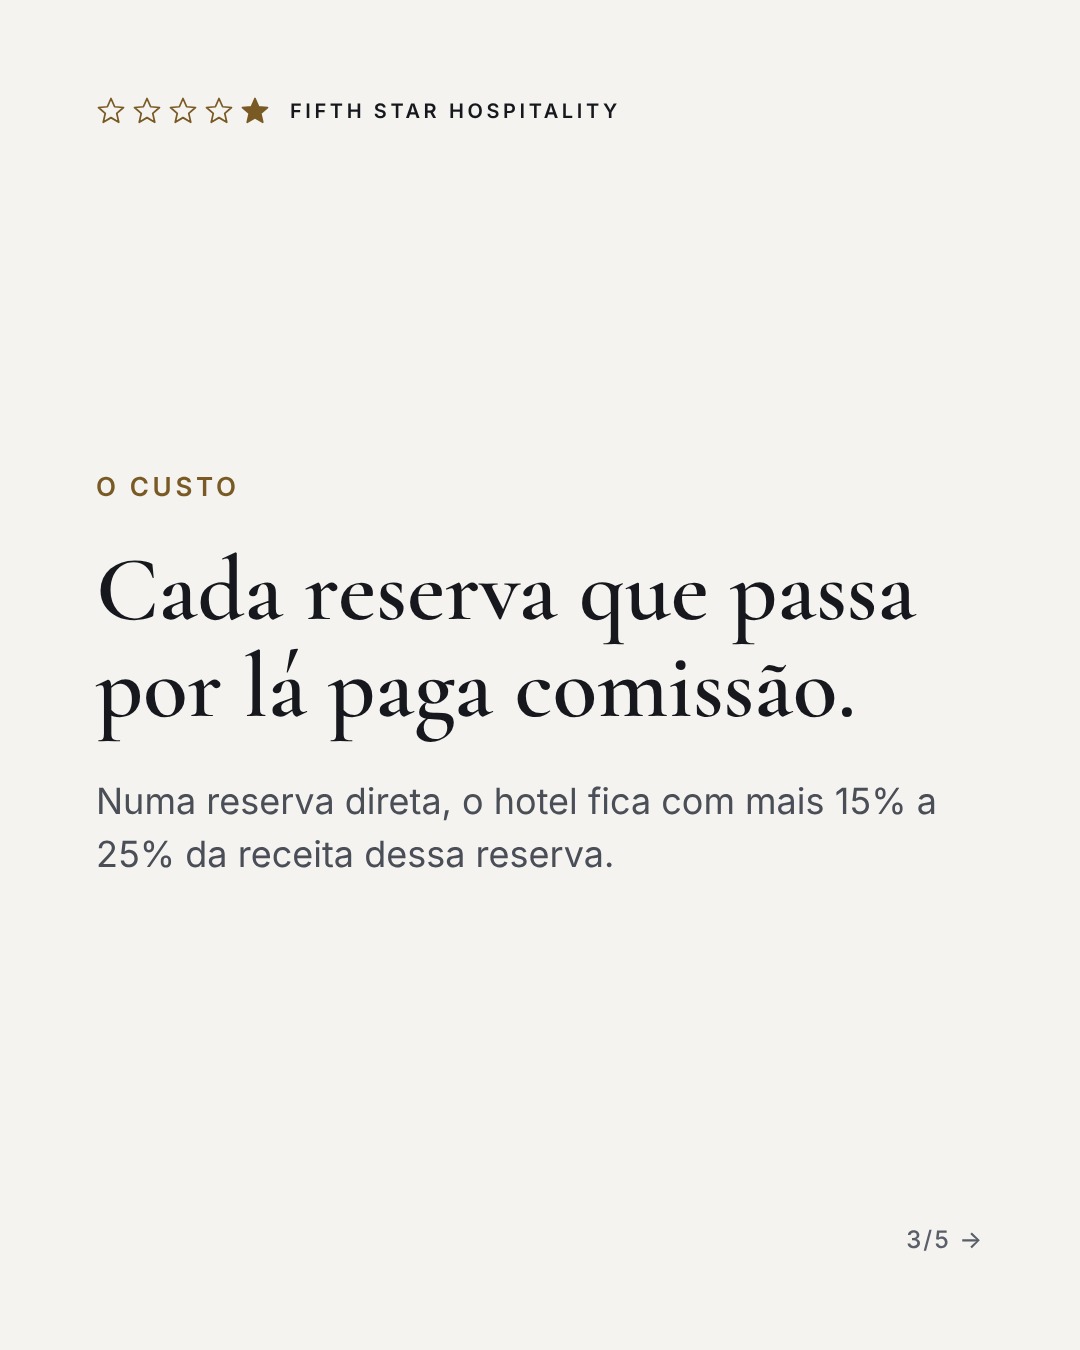 FIFTH STAR HOSPITALITY
O CUSTO
Cada reserva que passa
por lá paga comissão.
Numa reserva direta, o hotel fica com mais 15% a
25% da receita dessa reserva.
3/5 →